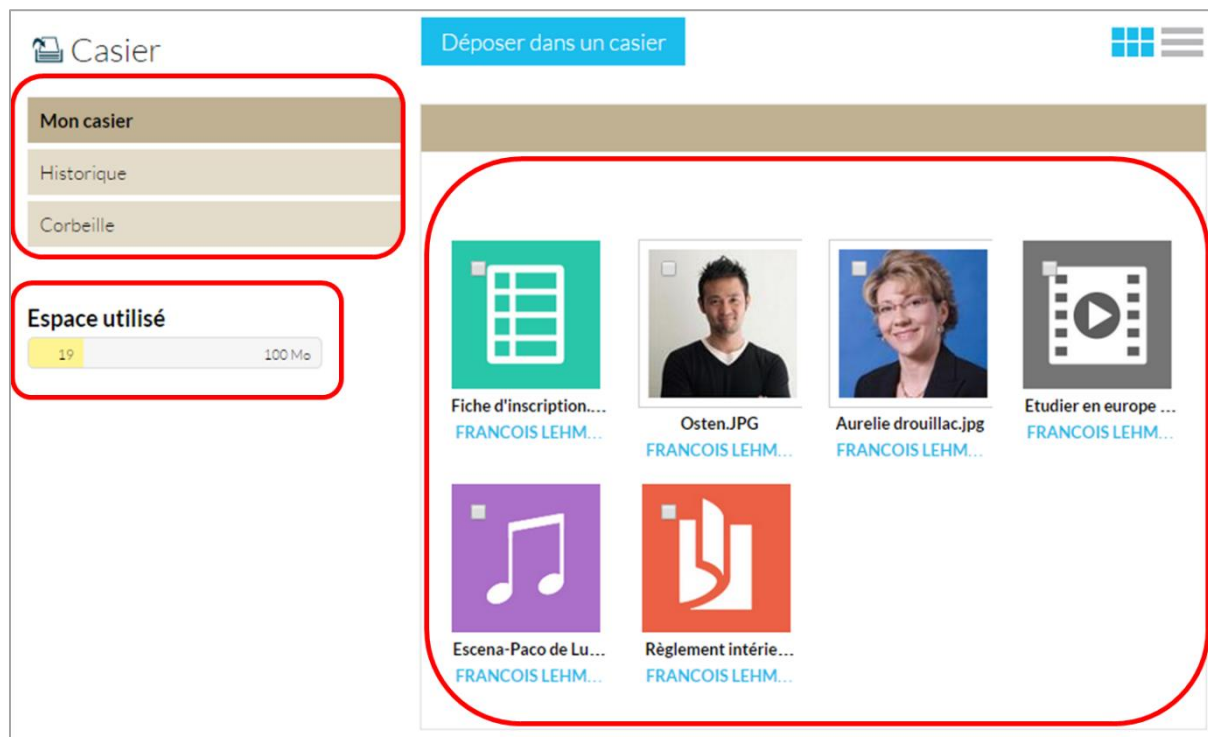 Casier
Déposer dans un casier
Mon casier
Historique
Corbeille
Espace utilisé
19 100 Mo
Fiche d'inscription....
FRANCOIS LEHM...
Osten.JPG
FRANCOIS LEHM...
Aurelie drouillac.jpg
FRANCOIS LEHM...
Etudier en europe ...
FRANCOIS LEHM...
Escena-Paco de Lu...
FRANCOIS LEHM...
Règlement intérie...
FRANCOIS LEHM...